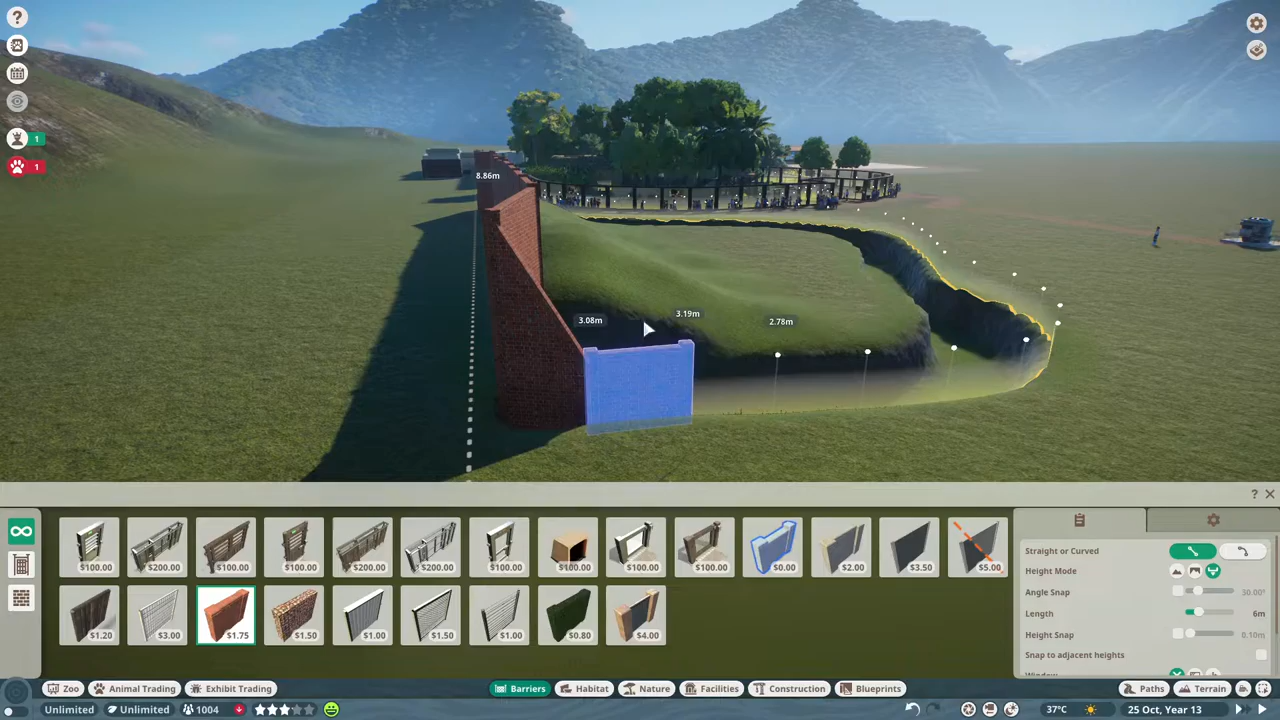 ?
1
1
8.86m
3.08m
3.19m
2.78m
? ×
$100.00 $200.00 $100.00 $100.00 $200.00 $200.00 $100.00 $100.00 $100.00 $100.00 $0.00 $2.00 $3.50 $5.00
$1.20 $3.00 $1.75 $1.50 $1.00 $1.50 $1.00 $0.80 $4.00
Straight or Curved
Height Mode
Angle Snap 30.00°
Length 6m
Height Snap 0.10m
Snap to adjacent heights
Window
Zoo Animal Trading Exhibit Trading Barriers Habitat Nature Facilities Construction Blueprints Paths Terrain
Unlimited Unlimited 1004 37°C 25 Oct, Year 13